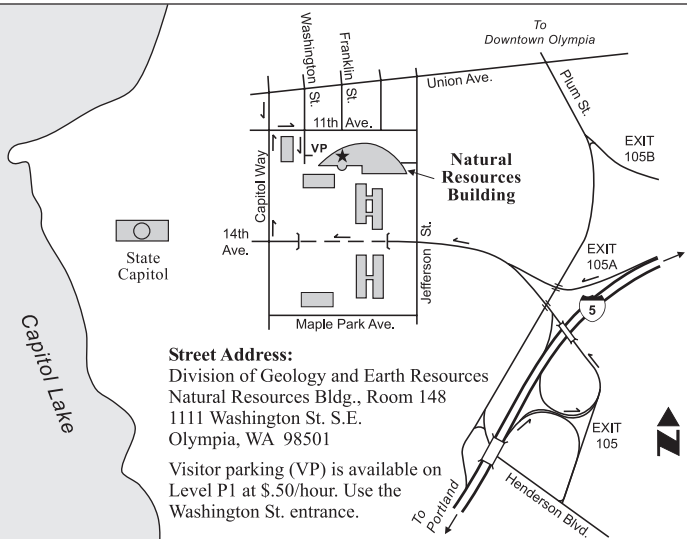 To
Downtown Olympia
Washington
St.
Franklin
St.
Union Ave.
Plum St.
11th Ave.
EXIT
105B
VP
★
Natural
Resources
Building
Capitol Way
14th
Ave.
Jefferson St.
State
Capitol
EXIT
105A
5
Maple Park Ave.
Capitol Lake
Street Address:
Division of Geology and Earth Resources
Natural Resources Bldg., Room 148
1111 Washington St. S.E.
Olympia, WA 98501
Visitor parking (VP) is available on
Level P1 at $.50/hour. Use the
Washington St. entrance.
EXIT
105
N
Henderson Blvd.
To
Portland